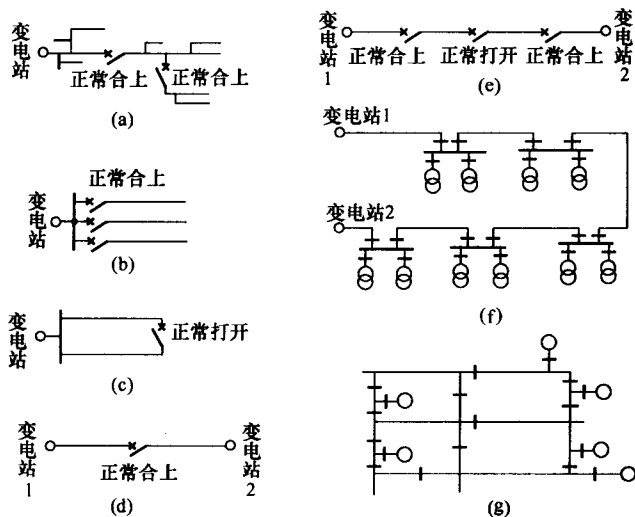 变电站
正常合上
正常合上
(a)
变电站
正常合上
(b)
变电站
正常打开
(c)
变电站1
正常合上
变电站2
(d)
变电站1
正常合上
正常打开
正常合上
变电站2
(e)
变电站1
变电站2
(f)
(g)